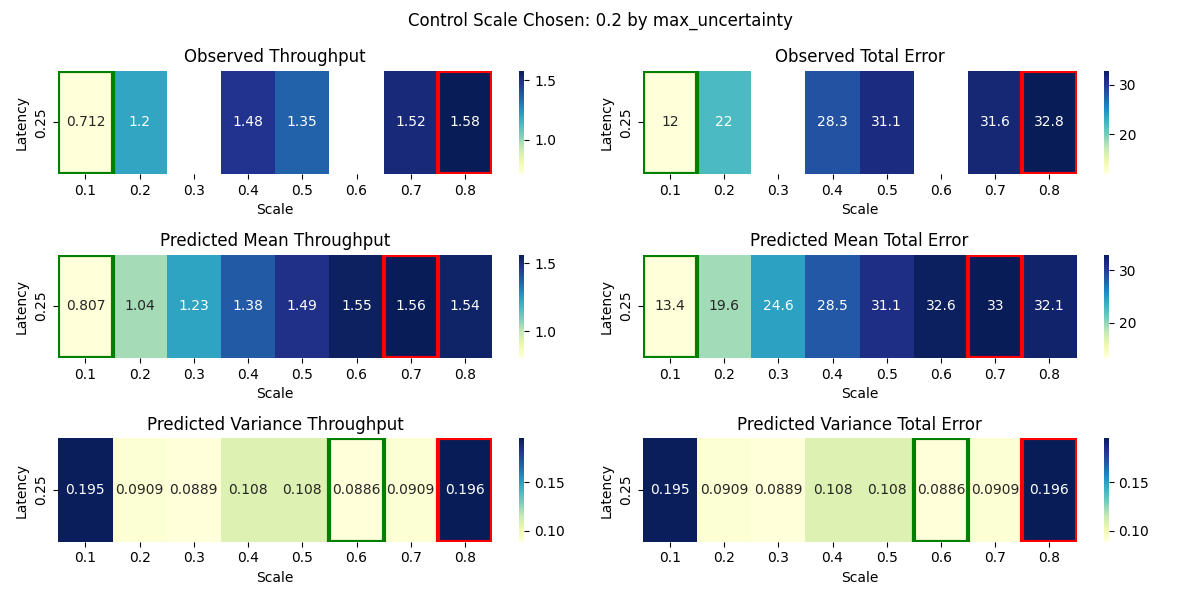 Control Scale Chosen: 0.2 by max_uncertainty
Observed Throughput
Latency
0.25
0.712 1.2 1.48 1.35 1.52 1.58
0.1 0.2 0.3 0.4 0.5 0.6 0.7 0.8
Scale
1.5
1.0
Observed Total Error
Latency
0.25
12 22 28.3 31.1 31.6 32.8
0.1 0.2 0.3 0.4 0.5 0.6 0.7 0.8
Scale
30
20
Predicted Mean Throughput
Latency
0.25
0.807 1.04 1.23 1.38 1.49 1.55 1.56 1.54
0.1 0.2 0.3 0.4 0.5 0.6 0.7 0.8
Scale
1.5
1.0
Predicted Mean Total Error
Latency
0.25
13.4 19.6 24.6 28.5 31.1 32.6 33 32.1
0.1 0.2 0.3 0.4 0.5 0.6 0.7 0.8
Scale
30
20
Predicted Variance Throughput
Latency
0.25
0.195 0.0909 0.0889 0.108 0.108 0.0886 0.0909 0.196
0.1 0.2 0.3 0.4 0.5 0.6 0.7 0.8
Scale
0.15
0.10
Predicted Variance Total Error
Latency
0.25
0.195 0.0909 0.0889 0.108 0.108 0.0886 0.0909 0.196
0.1 0.2 0.3 0.4 0.5 0.6 0.7 0.8
Scale
0.15
0.10